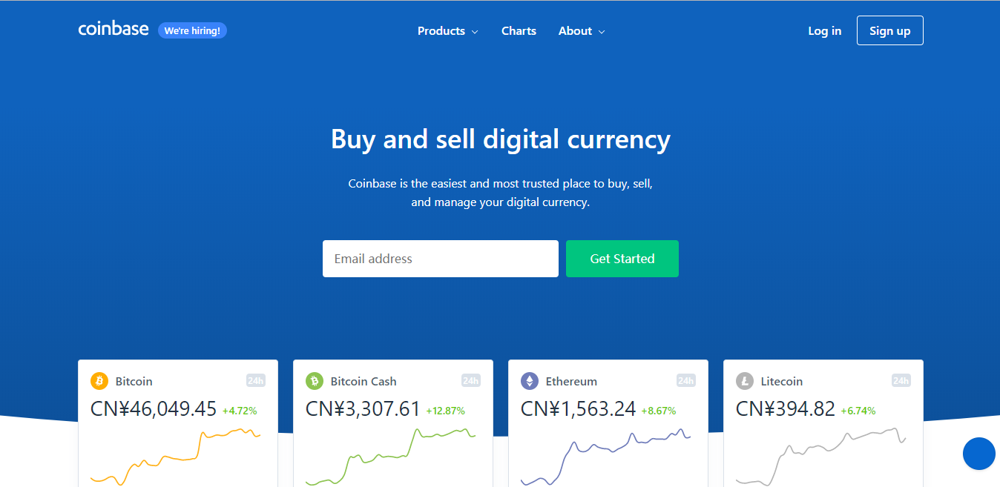 coinbase We're hiring! Products Charts About Log in Sign up
Buy and sell digital currency
Coinbase is the easiest and most trusted place to buy, sell,
and manage your digital currency.
Email address Get Started
Bitcoin 24h
CN¥46,049.45 +4.72%
Bitcoin Cash 24h
CN¥3,307.61 +12.87%
Ethereum 24h
CN¥1,563.24 +8.67%
Litecoin 24h
CN¥394.82 +6.74%